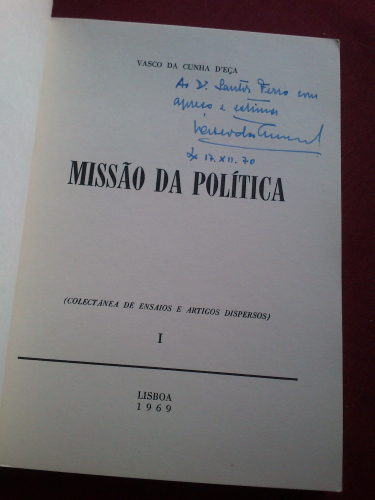 VASCO DA CUNHA D'EÇA
Ao Dr. Santos Ferro com
apreço e estima
Lx 17.XII.70
MISSÃO DA POLÍTICA
(COLECTÂNEA DE ENSAIOS E ARTIGOS DISPERSOS)
I
LISBOA
1969